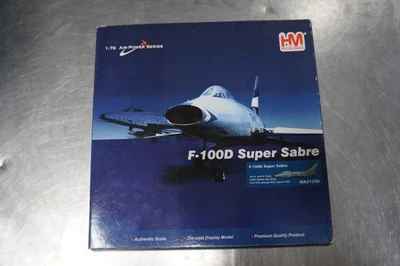 HM
1:72 AIR POWER SERIES
F-100D Super Sabre
F-100D Super Sabre
HA2120
• Authentic Scale • Die-cast Display Model • Premium Quality Product